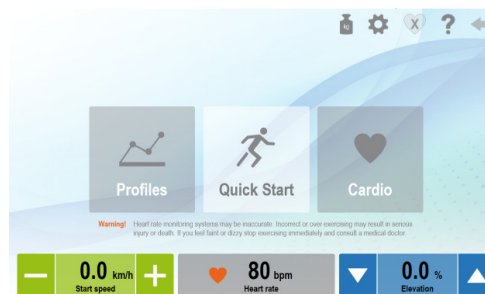 kg
X
?
Profiles
Quick Start
Cardio
Warning! Heart rate monitoring systems may be inaccurate. Incorrect or over exercising may result in serious
injury or death. If you feel faint or dizzy stop exercising immediately and consult a medical doctor.
0.0 km/h
Start speed
80 bpm
Heart rate
0.0 %
Elevation